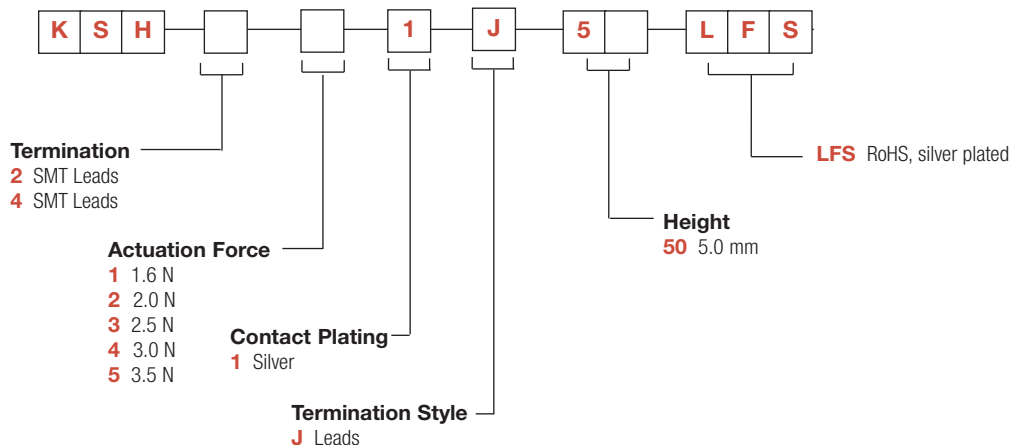 K S H 1 J 5 L F S
Termination
2 SMT Leads
4 SMT Leads
LFS RoHS, silver plated
Height
50 5.0 mm
Actuation Force
1 1.6 N
2 2.0 N
3 2.5 N
4 3.0 N
5 3.5 N
Contact Plating
1 Silver
Termination Style
J Leads